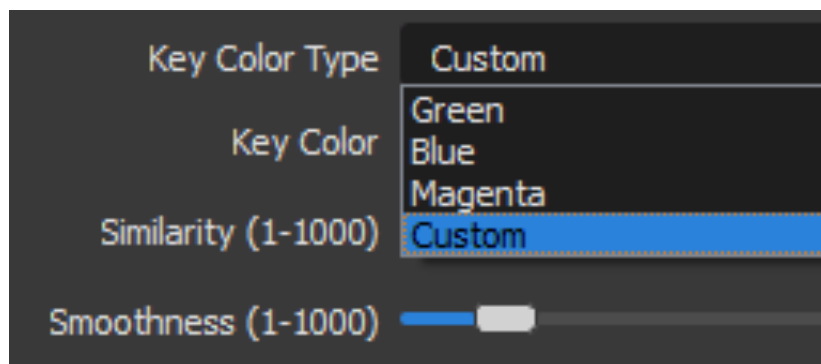 Key Color Type Custom
Green
Key Color
Blue
Magenta
Similarity (1-1000) Custom
Smoothness (1-1000)